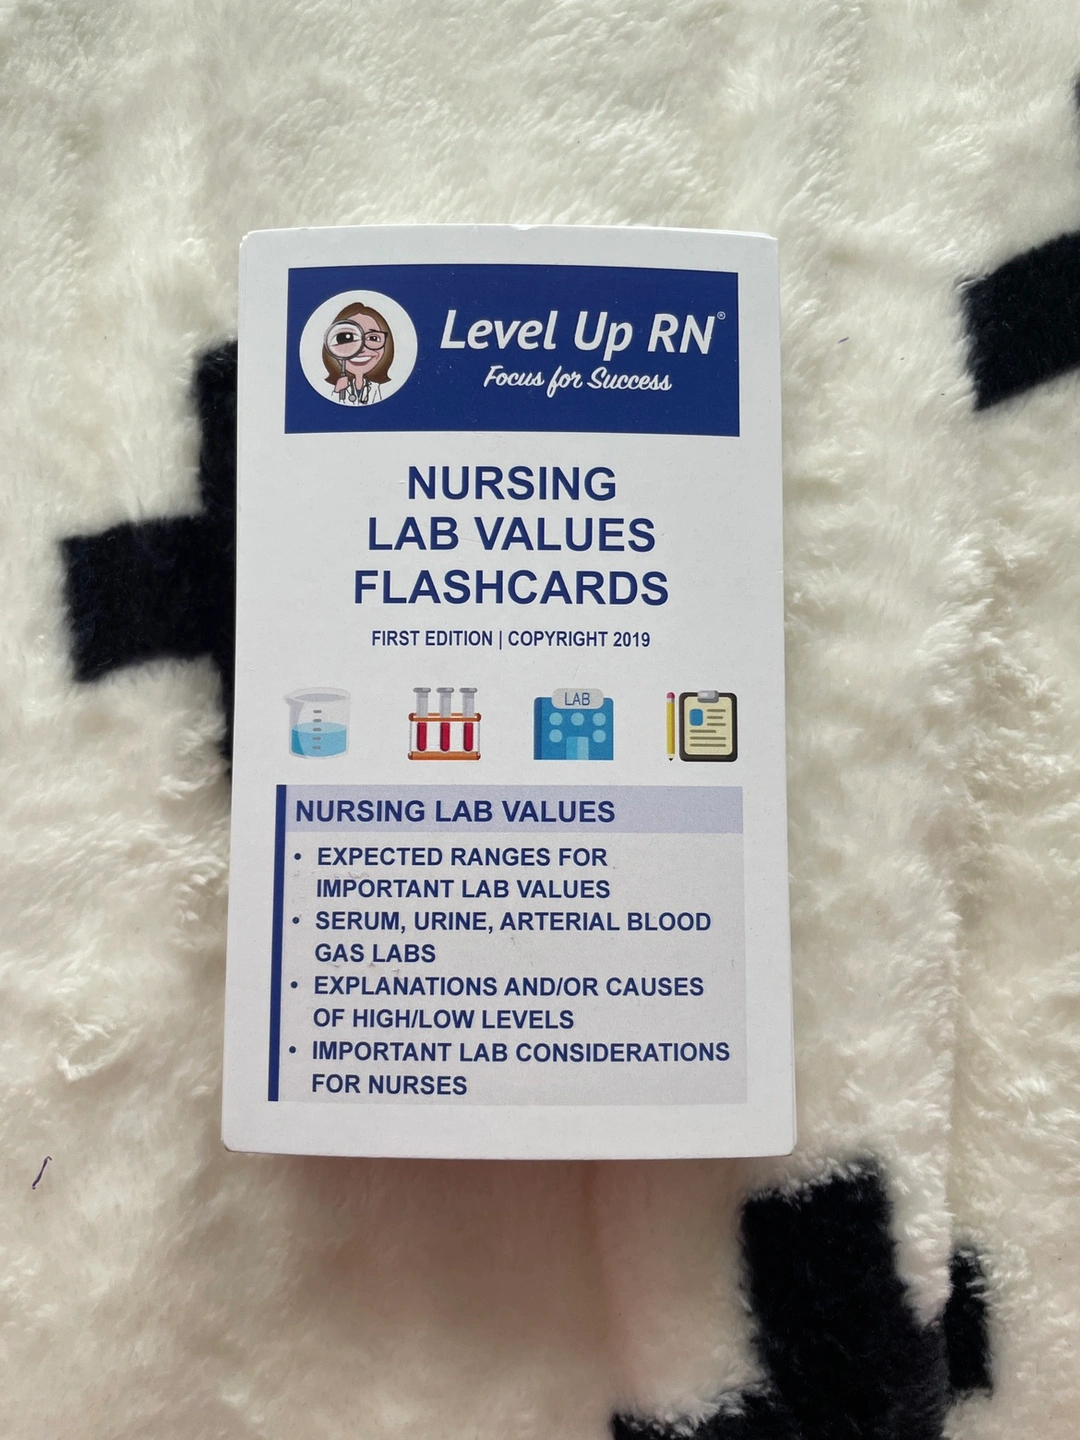 Level Up RN®
Focus for Success
NURSING
LAB VALUES
FLASHCARDS
FIRST EDITION | COPYRIGHT 2019
LAB
NURSING LAB VALUES
• EXPECTED RANGES FOR
IMPORTANT LAB VALUES
• SERUM, URINE, ARTERIAL BLOOD
GAS LABS
• EXPLANATIONS AND/OR CAUSES
OF HIGH/LOW LEVELS
• IMPORTANT LAB CONSIDERATIONS
FOR NURSES